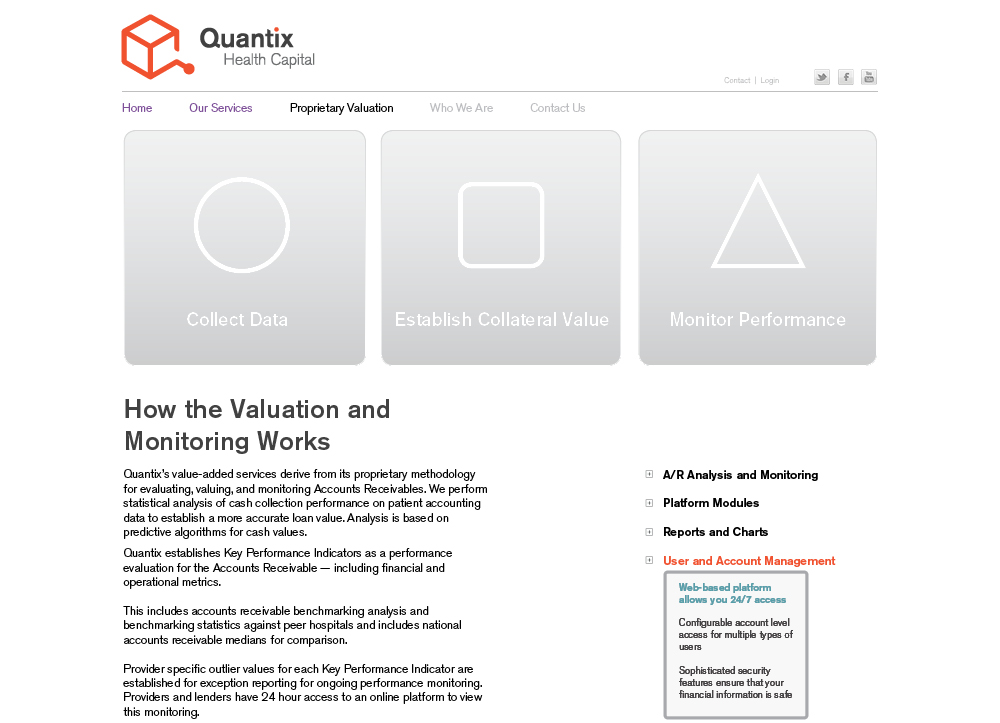 Quantix
Health Capital
Contact | Login
You
Tube
Home
Our Services
Proprietary Valuation
Who We Are
Contact Us
Collect Data
Establish Collateral Value
Monitor Performance
How the Valuation and
Monitoring Works
Quantix's value-added services derive from its proprietary methodology
for evaluating, valuing, and monitoring Accounts Receivables. We perform
statistical analysis of cash collection performance on patient accounting
data to establish a more accurate loan value. Analysis is based on
predictive algorithms for cash values.
Quantix establishes Key Performance Indicators as a performance
evaluation for the Accounts Receivable — including financial and
operational metrics.
This includes accounts receivable benchmarking analysis and
benchmarking statistics against peer hospitals and includes national
accounts receivable medians for comparison.
Provider specific outlier values for each Key Performance Indicator are
established for exception reporting for ongoing performance monitoring.
Providers and lenders have 24 hour access to an online platform to view
this monitoring.
A/R Analysis and Monitoring
Platform Modules
Reports and Charts
User and Account Management
Web-based platform
allows you 24/7 access
Configurable account level
access for multiple types of
users
Sophisticated security
features ensure that your
financial information is safe